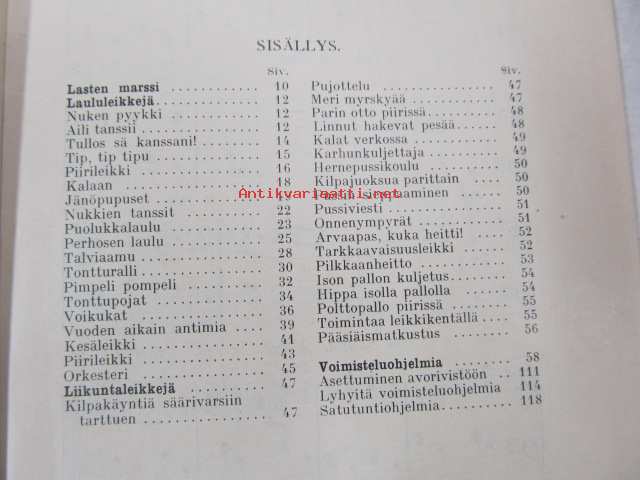 SISÄLLYS.
Siv.
Lasten marssi . . . . . . . . . . . . 10
Laululeikkejä. . . . . . . . . . . . . 12
Nuken pyykki . . . . . . . . . . . . 12
Aili tanssii . . . . . . . . . . . . . . 12
Tullos sä kanssani! . . . . . . . . 14
Tip, tip tipu . . . . . . . . . . . . . 15
Piirileikki . . . . . . . . . . . . . . 16
Kalaan . . . . . . . . . . . . . . . . 18
Jänöpupuset
Nukkien tanssit . . . . . . . . . . 22
Puolukkalaulu . . . . . . . . . . . 23
Perhosen laulu . . . . . . . . . . . 25
Talviaamu . . . . . . . . . . . . . . 28
Tontturalli . . . . . . . . . . . . . . 30
Pimpeli pompeli . . . . . . . . . . 32
Tonttupojat . . . . . . . . . . . . . 34
Voikukat . . . . . . . . . . . . . . . 36
Vuoden aikain antimia . . . . . 39
Kesäleikki . . . . . . . . . . . . . . 41
Piirileikki . . . . . . . . . . . . . . 43
Orkesteri . . . . . . . . . . . . . . 45
Liikuntaleikkejä . . . . . . . . . . 47
Kilpakäyntiä säärivarsiin
tarttuen . . . . . . . . . . . . . . 47
Siv.
Pujottelu . . . . . . . . . . . . . . 47
Meri myrskyää . . . . . . . . . . 47
Parin otto piirissä . . . . . . . . 48
Linnut hakevat pesää. . . . . . 48
Kalat verkossa . . . . . . . . . . 49
Karhunkuljettaja . . . . . . . . . 49
Hernepussikoulu . . . . . . . . . 50
Kilpajuoksua parittain . . . . . 50
50
Pussiviesti . . . . . . . . . . . . . 51
Onnenympyrät . . . . . . . . . . 51
Arvaapas, kuka heitti! . . . . . 52
Tarkkaavaisuusleikki . . . . . . 52
Pilkkaanheitto . . . . . . . . . . 53
Ison pallon kuljetus . . . . . . . 54
Hippa isolla pallolla . . . . . . 54
Polttopallo piirissä . . . . . . . 55
Toimintaa leikkikentällä . . . . 55
Pääsiäismatkustus . . . . . . . . 56
Voimisteluohjelmia . . . . . . . . 58
Asettuminen avorivistöön . . . 111
Lyhyitä voimisteluohjelmia . . 114
Satutuntiohjelmia . . . . . . . . 118
Antikvariaatti.net